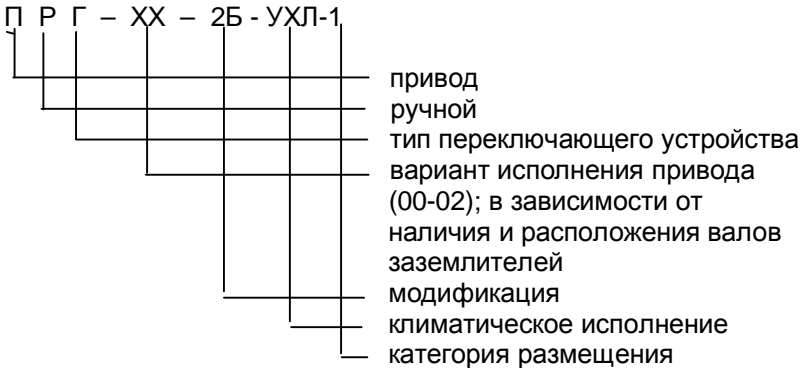 П Р Г – ХХ – 2Б - УХЛ-1
привод
ручной
тип переключающего устройства
вариант исполнения привода
(00-02); в зависимости от
наличия и расположения валов
заземлителей
модификация
климатическое исполнение
категория размещения